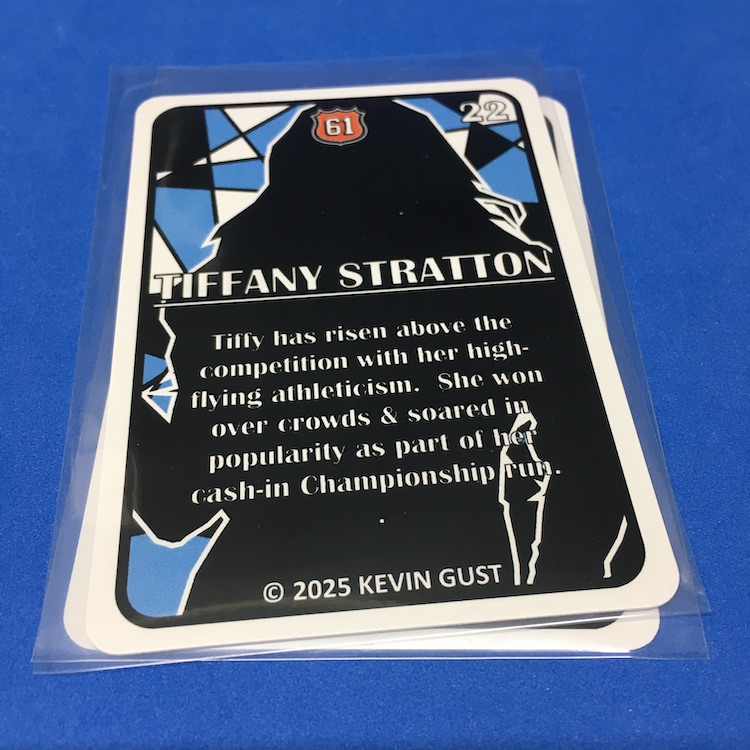 61
22
TIFFANY STRATTON
Tiffy has risen above the
competition with her high-
flying athleticism. She won
over crowds & soared in
popularity as part of her
cash-in Championship run.
.
© 2025 KEVIN GUST